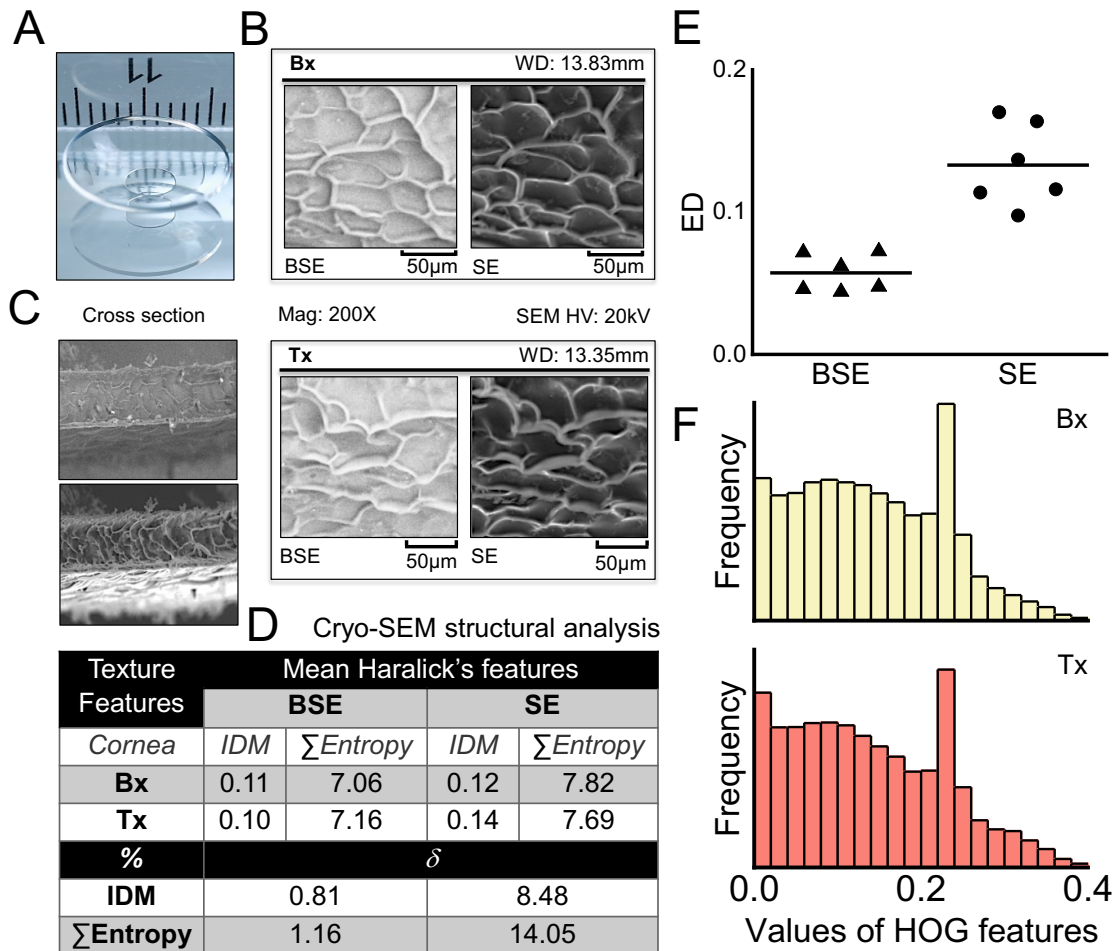 A
11
B
Bx WD: 13.83mm
BSE 50µm SE 50µm
Mag: 200X SEM HV: 20kV
Tx WD: 13.35mm
BSE 50µm SE 50µm
C
Cross section
D Cryo-SEM structural analysis
Texture Features Mean Haralick's features
BSE SE
Cornea IDM ∑Entropy IDM ∑Entropy
Bx 0.11 7.06 0.12 7.82
Tx 0.10 7.16 0.14 7.69
% δ
IDM 0.81 8.48
∑Entropy 1.16 14.05
E
0.2
0.1
0.0
ED
BSE SE
F
Bx
Frequency
Tx
Frequency
0.0 0.2 0.4
Values of HOG features